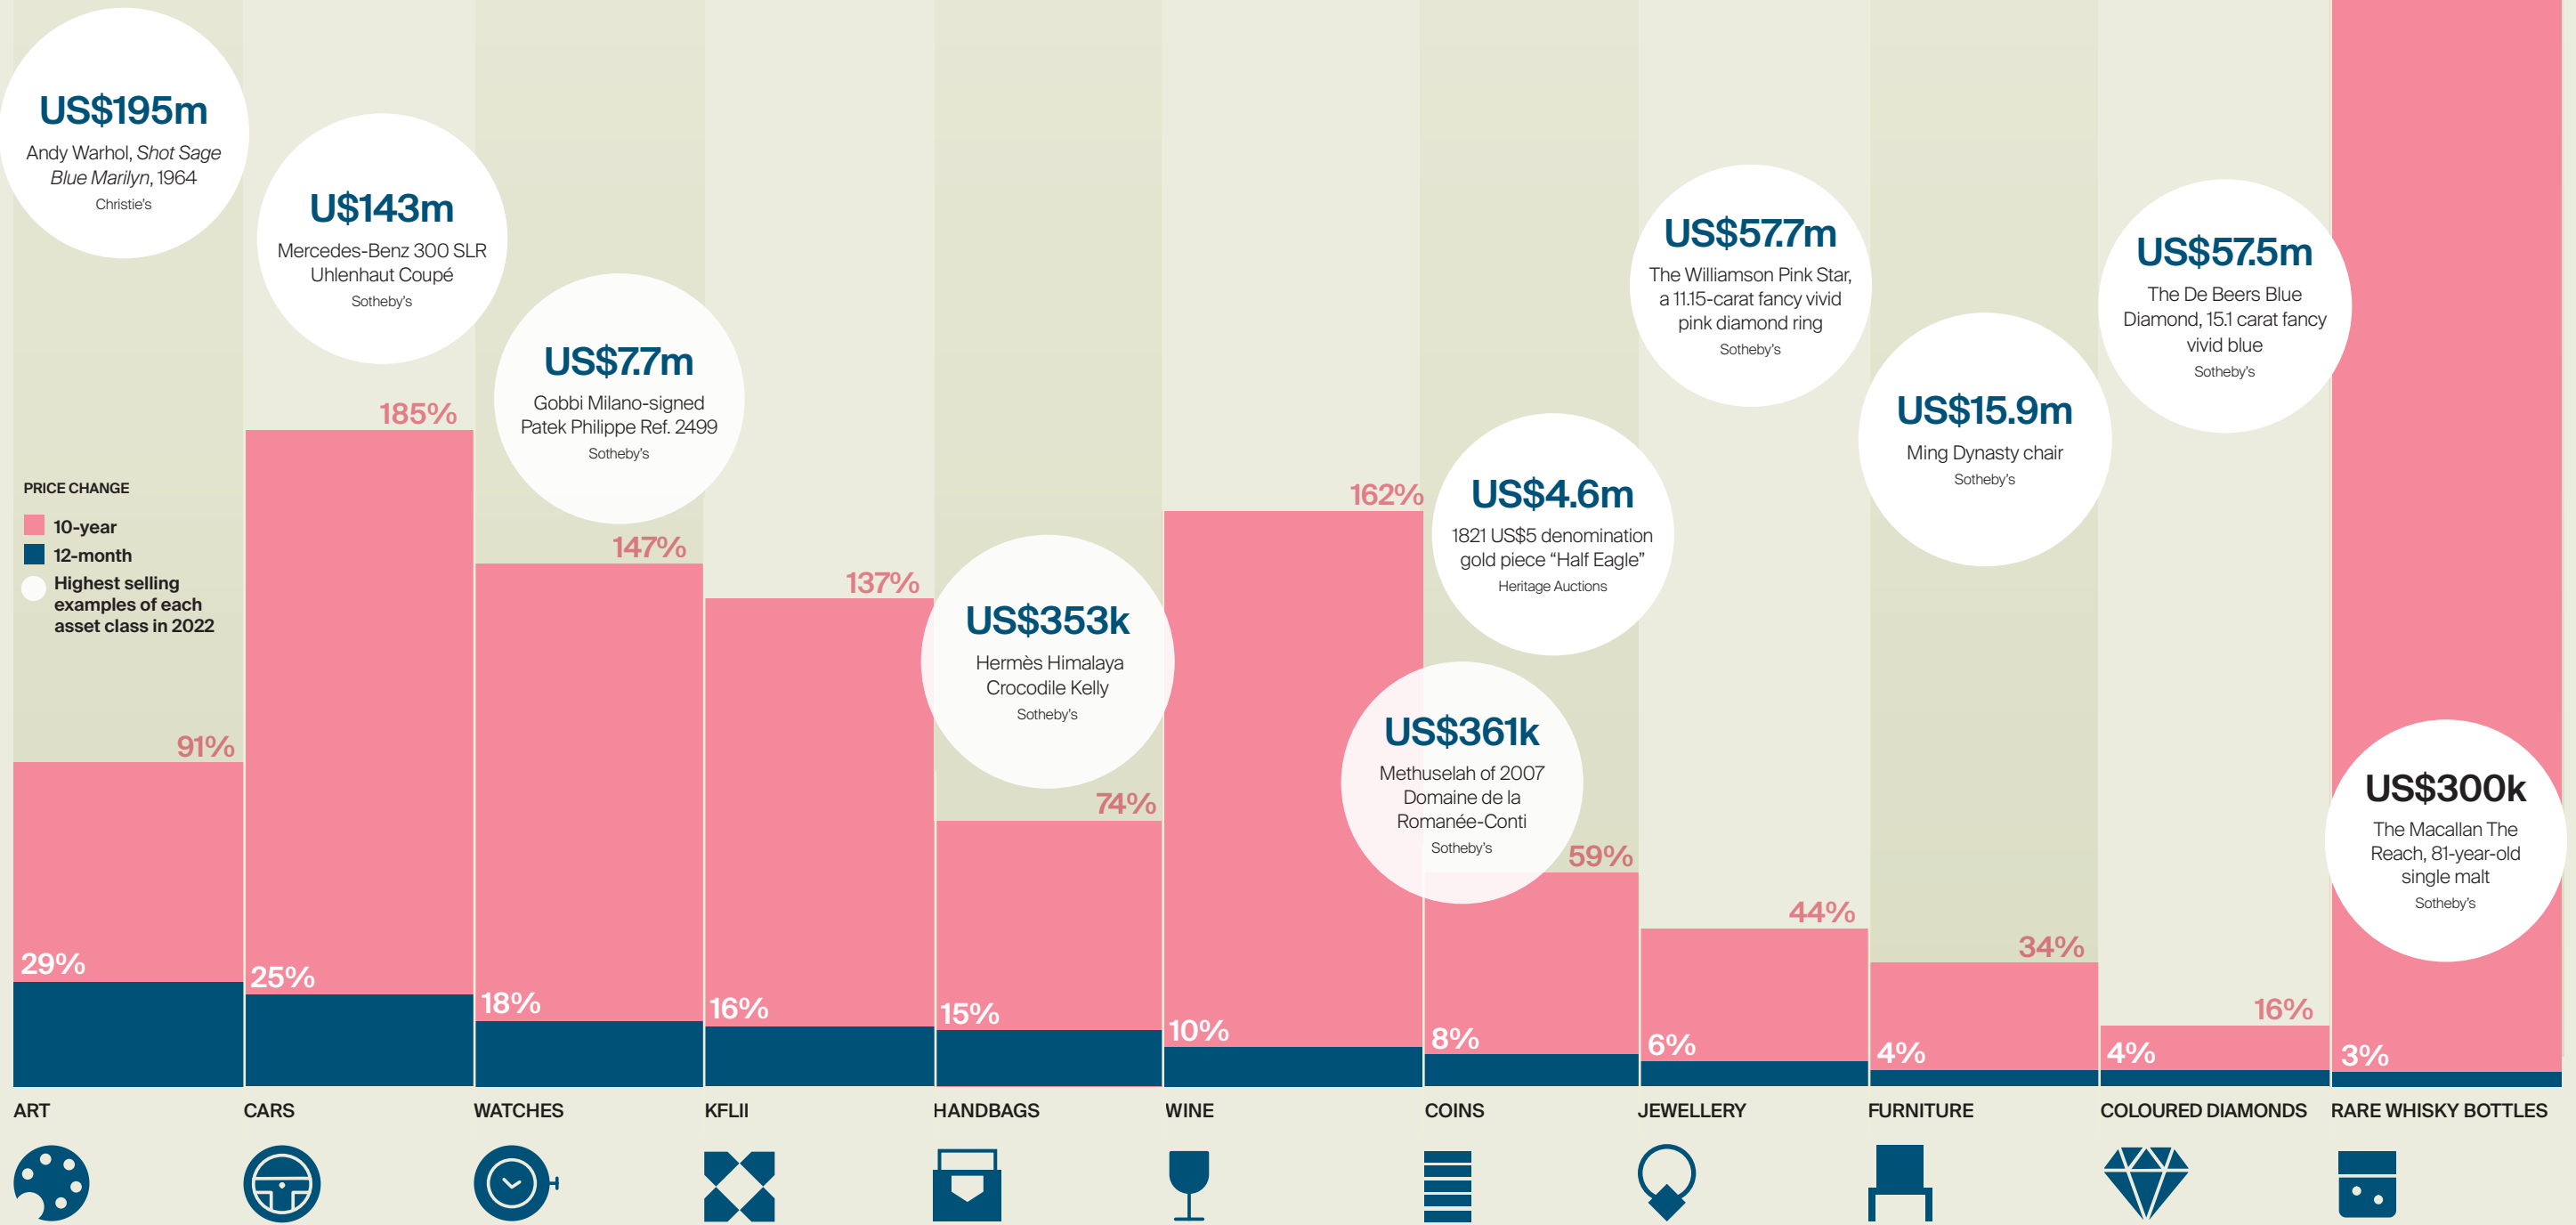 US$195m
Andy Warhol, Shot Sage
Blue Marilyn, 1964
Christie's
U$143m
Mercedes-Benz 300 SLR
Uhlenhaut Coupé
Sotheby's
US$7.7m
Gobbi Milano-signed
Patek Philippe Ref. 2499
Sotheby's
US$353k
Hermès Himalaya
Crocodile Kelly
Sotheby's
US$361k
Methuselah of 2007
Domaine de la
Romanée-Conti
Sotheby's
US$4.6m
1821 US$5 denomination
gold piece “Half Eagle”
Heritage Auctions
US$57.7m
The Williamson Pink Star,
a 11.15-carat fancy vivid
pink diamond ring
Sotheby's
US$15.9m
Ming Dynasty chair
Sotheby's
US$57.5m
The De Beers Blue
Diamond, 15.1 carat fancy
vivid blue
Sotheby's
US$300k
The Macallan The
Reach, 81-year-old
single malt
Sotheby's
PRICE CHANGE
10-year
12-month
Highest selling
examples of each
asset class in 2022
91%
185%
147%
137%
74%
162%
59%
44%
34%
16%
29%
25%
18%
16%
15%
10%
8%
6%
4%
4%
3%
ART
CARS
WATCHES
KFLII
HANDBAGS
WINE
COINS
JEWELLERY
FURNITURE
COLOURED DIAMONDS
RARE WHISKY BOTTLES